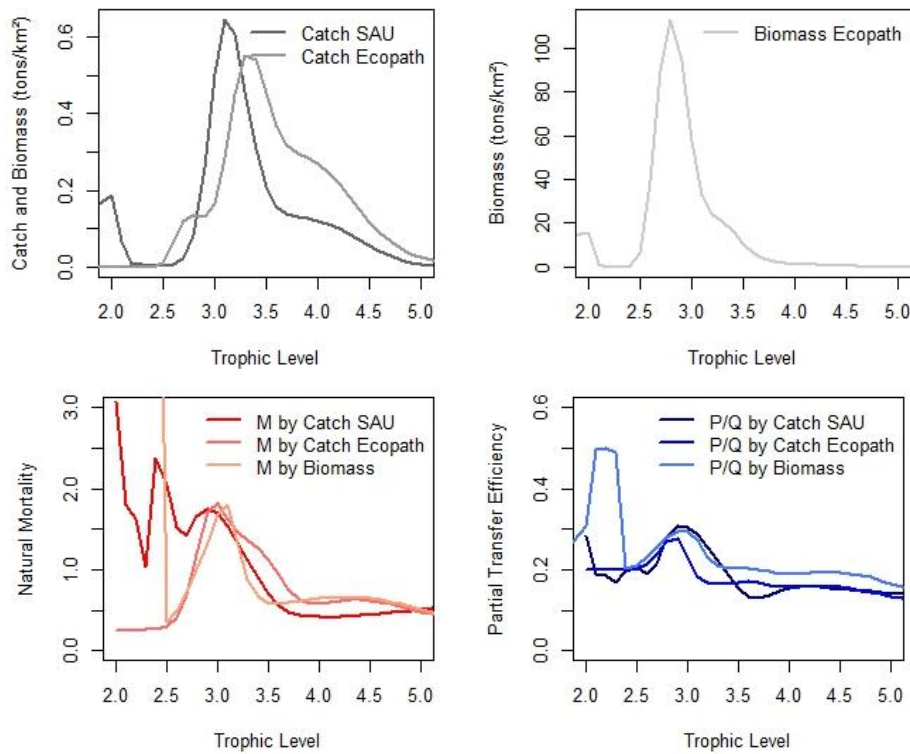 Catch and Biomass (tons/km²)
0.0 0.2 0.4 0.6
Catch SAU
Catch Ecopath
2.0 2.5 3.0 3.5 4.0 4.5 5.0
Trophic Level
Biomass (tons/km²)
0 20 40 60 80 100
Biomass Ecopath
2.0 2.5 3.0 3.5 4.0 4.5 5.0
Trophic Level
Natural Mortality
0.0 1.0 2.0 3.0
M by Catch SAU
M by Catch Ecopath
M by Biomass
2.0 2.5 3.0 3.5 4.0 4.5 5.0
Trophic Level
Partial Transfer Efficiency
0.0 0.2 0.4 0.6
P/Q by Catch SAU
P/Q by Catch Ecopath
P/Q by Biomass
2.0 2.5 3.0 3.5 4.0 4.5 5.0
Trophic Level